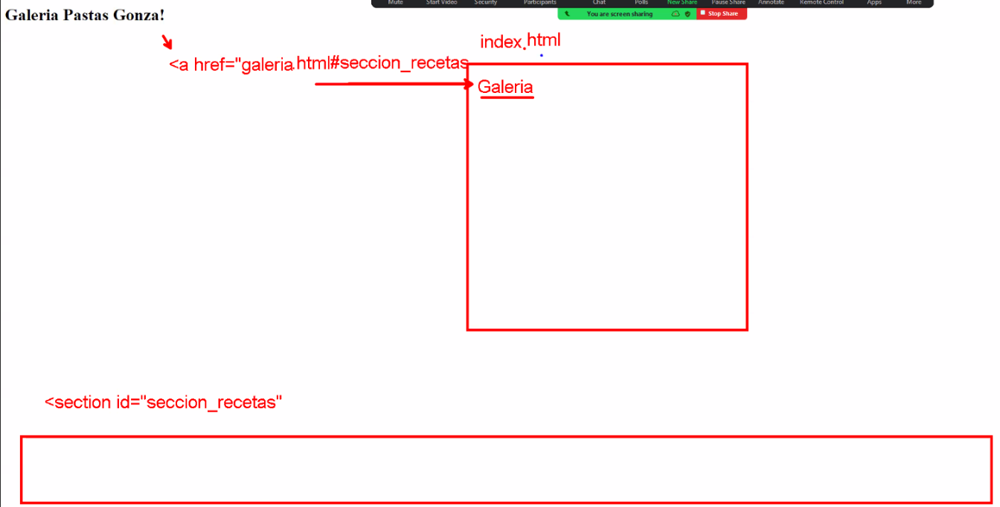 Mute Start Video Security Participants Chat Polls New Share Pause Share Annotate Remote Control Apps More
You are screen sharing Stop Share
Galeria Pastas Gonza!
index.html
<a href="galeria.html#seccion_recetas
Galeria
<section id="seccion_recetas"